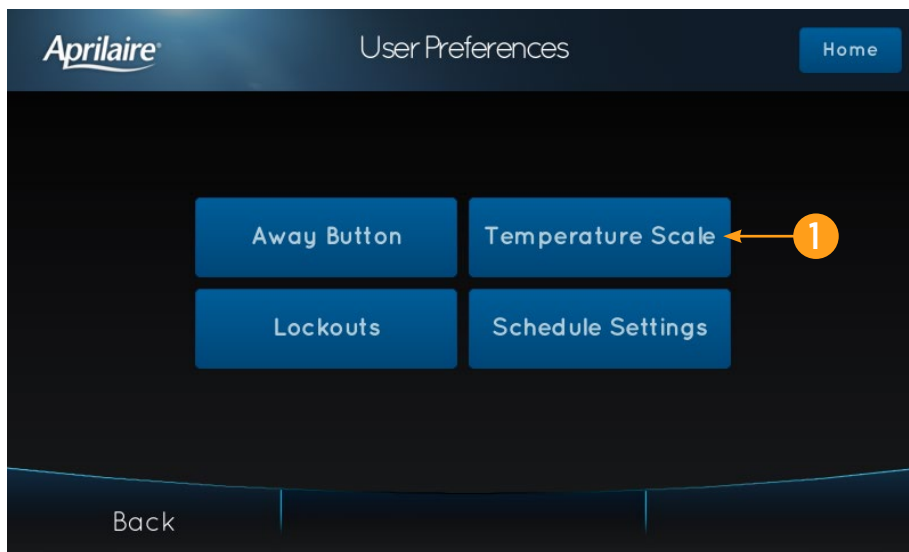 Aprilaire®
User Preferences
Home
Away Button
Temperature Scale
1
Lockouts
Schedule Settings
Back